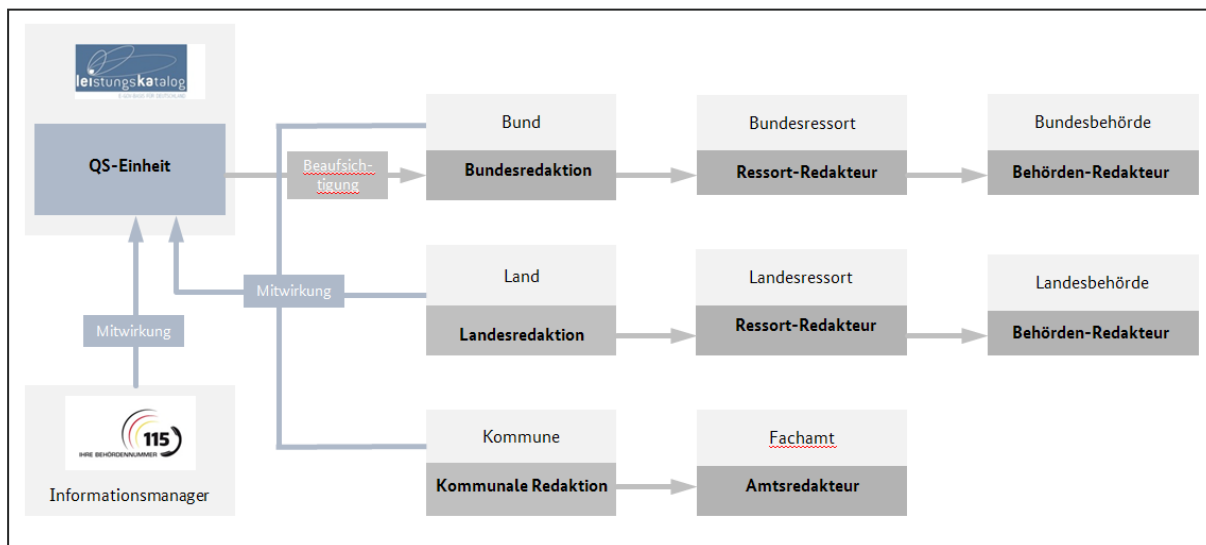 leistungskatalog
QS-Einheit
Beaufsich-
tigung
Bund
Bundesredaktion
Bundesressort
Ressort-Redakteur
Bundesbehörde
Behörden-Redakteur
Mitwirkung
Land
Landesredaktion
Landesressort
Ressort-Redakteur
Landesbehörde
Behörden-Redakteur
Mitwirkung
115
IHRE BEHÖRDENNUMMER
Informationsmanager
Kommune
Kommunale Redaktion
Fachamt
Amtsredakteur